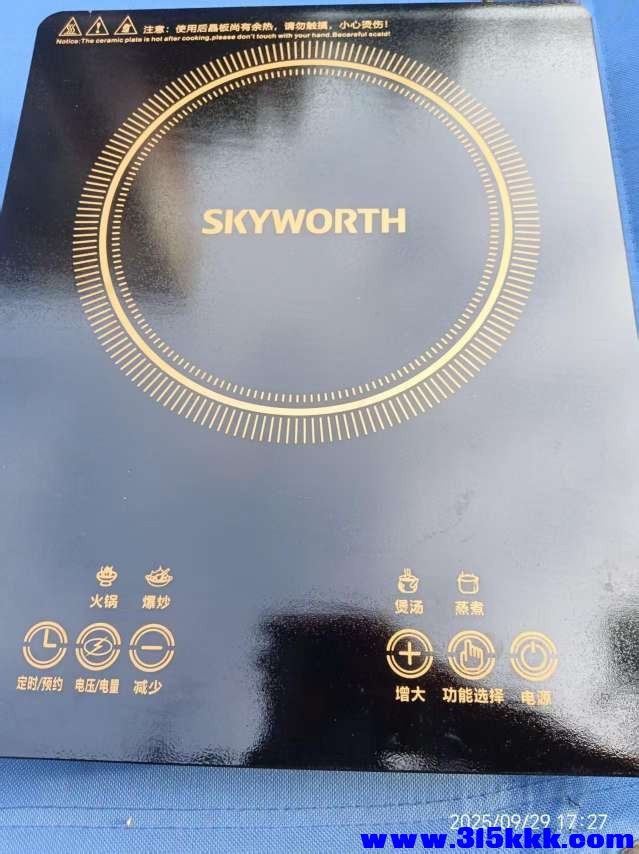 注意：使用后晶板尚有余热，请勿触摸，小心烫伤！
Notice:The ceramic plate is hot after cooking,please don't touch with your hand.Becareful scald!
SKYWORTH
火锅 爆炒 煲汤 蒸煮
定时/预约 电压/电量 减少 增大 功能选择 电源
2025/09/29 17:27
www.315kkk.com